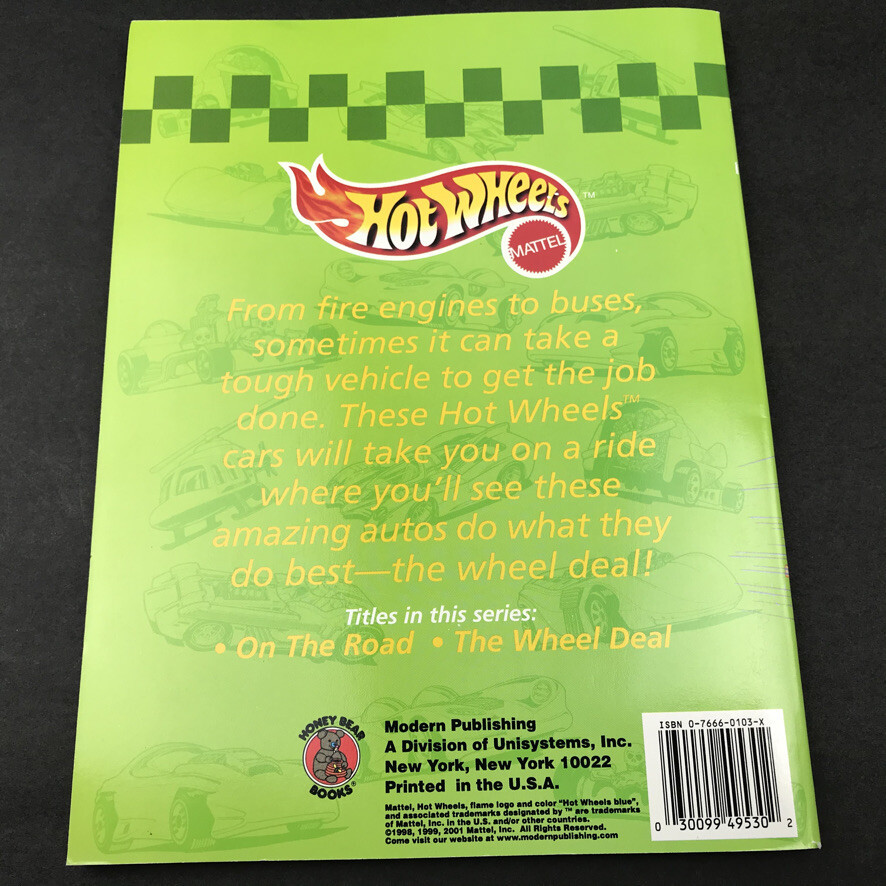 HOT WHEELS™
MATTEL
From fire engines to buses,
sometimes it can take a
tough vehicle to get the job
done. These Hot Wheels™
cars will take you on a ride
where you'll see these
amazing autos do what they
do best—the wheel deal!
Titles in this series:
• On The Road • The Wheel Deal
HONEY BEAR
BOOKS®
Modern Publishing
A Division of Unisystems, Inc.
New York, New York 10022
Printed in the U.S.A.
Mattel, Hot Wheels, flame logo and color "Hot Wheels blue",
and associated trademarks designated by ™ are trademarks
of Mattel, Inc. in the U.S. and/or other countries.
©1998, 1999, 2001 Mattel, Inc. All Rights Reserved.
Come visit our website at www.modernpublishing.com
ISBN 0-7666-0103-X
0 30099 49530 2